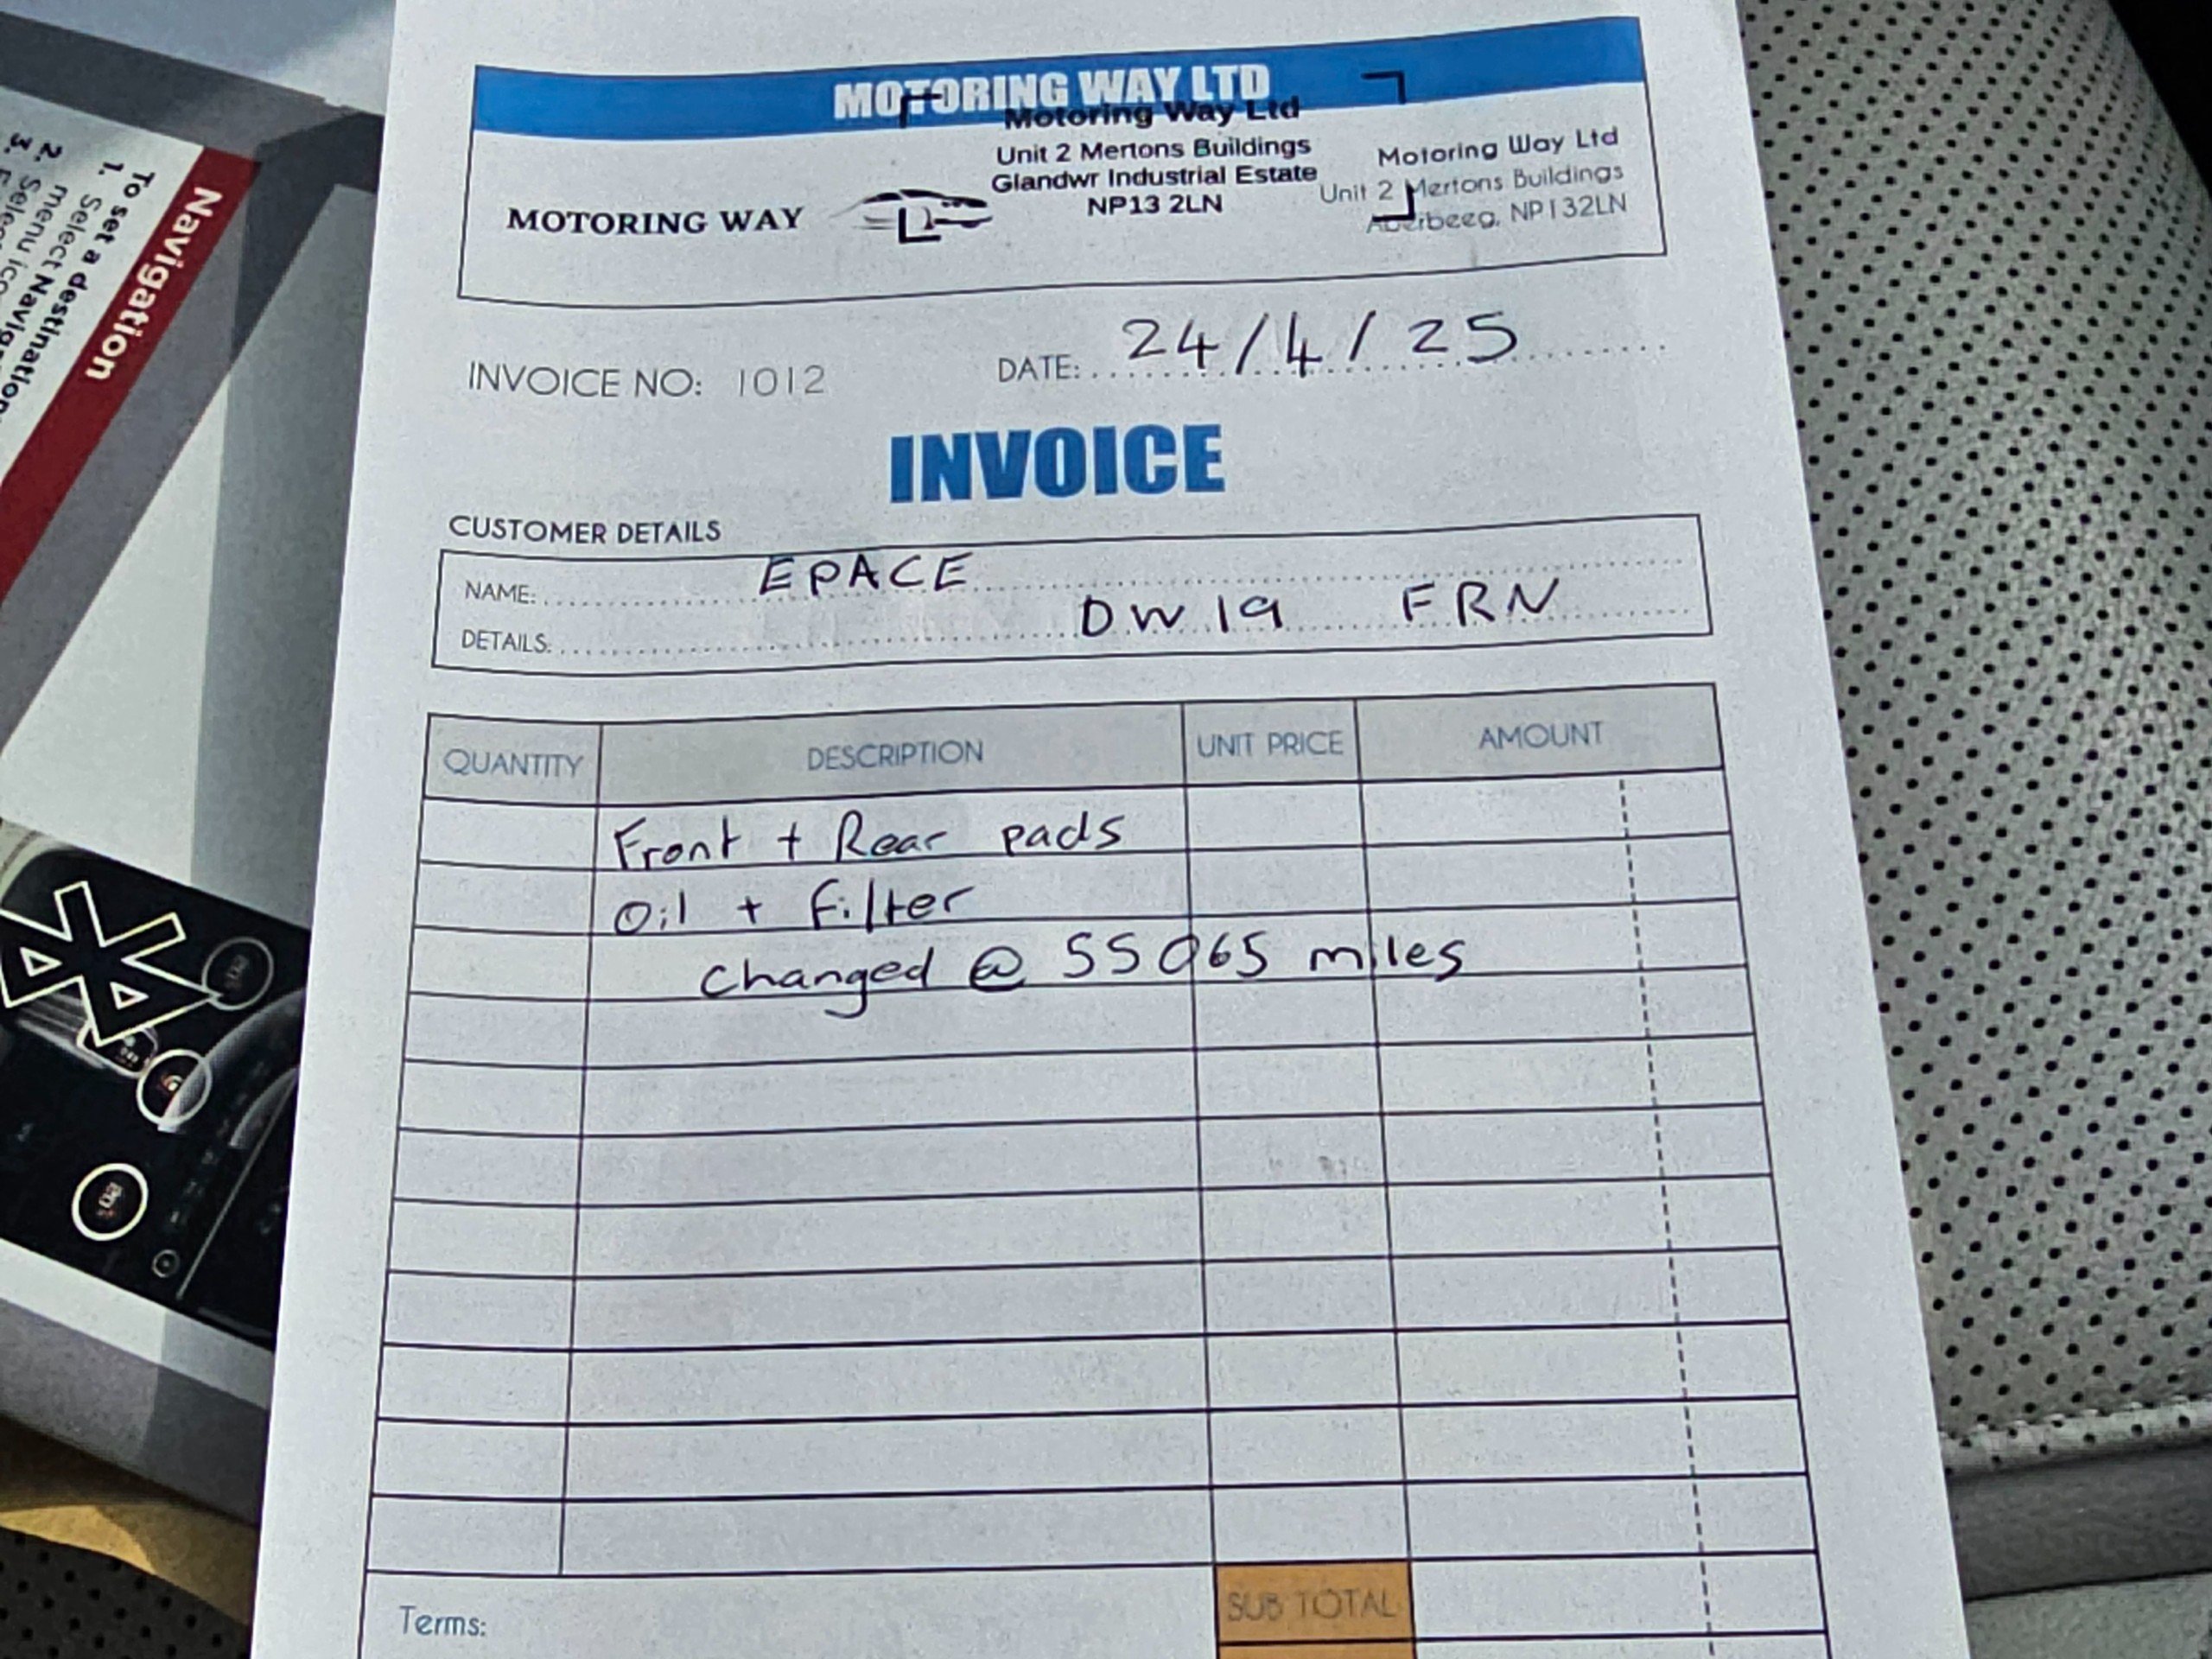 MOTORING WAY LTD
Motoring Way Ltd
Unit 2 Mertons Buildings
Glandwr Industrial Estate
NP13 2LN
MOTORING WAY
Motoring Way Ltd
Unit 2 Mertons Buildings
Aberbeeg, NP132LN
INVOICE NO: 1012
DATE: 24/4/25
INVOICE
CUSTOMER DETAILS
NAME: EPACE
DETAILS: DW19 FRN
QUANTITY DESCRIPTION UNIT PRICE AMOUNT
Front + Rear pads
Oil + Filter
changed @ 55065 miles
Terms:
SUB TOTAL
Navigation
To set a destination
1. Select Navig
menu ico
2. Selec
3.